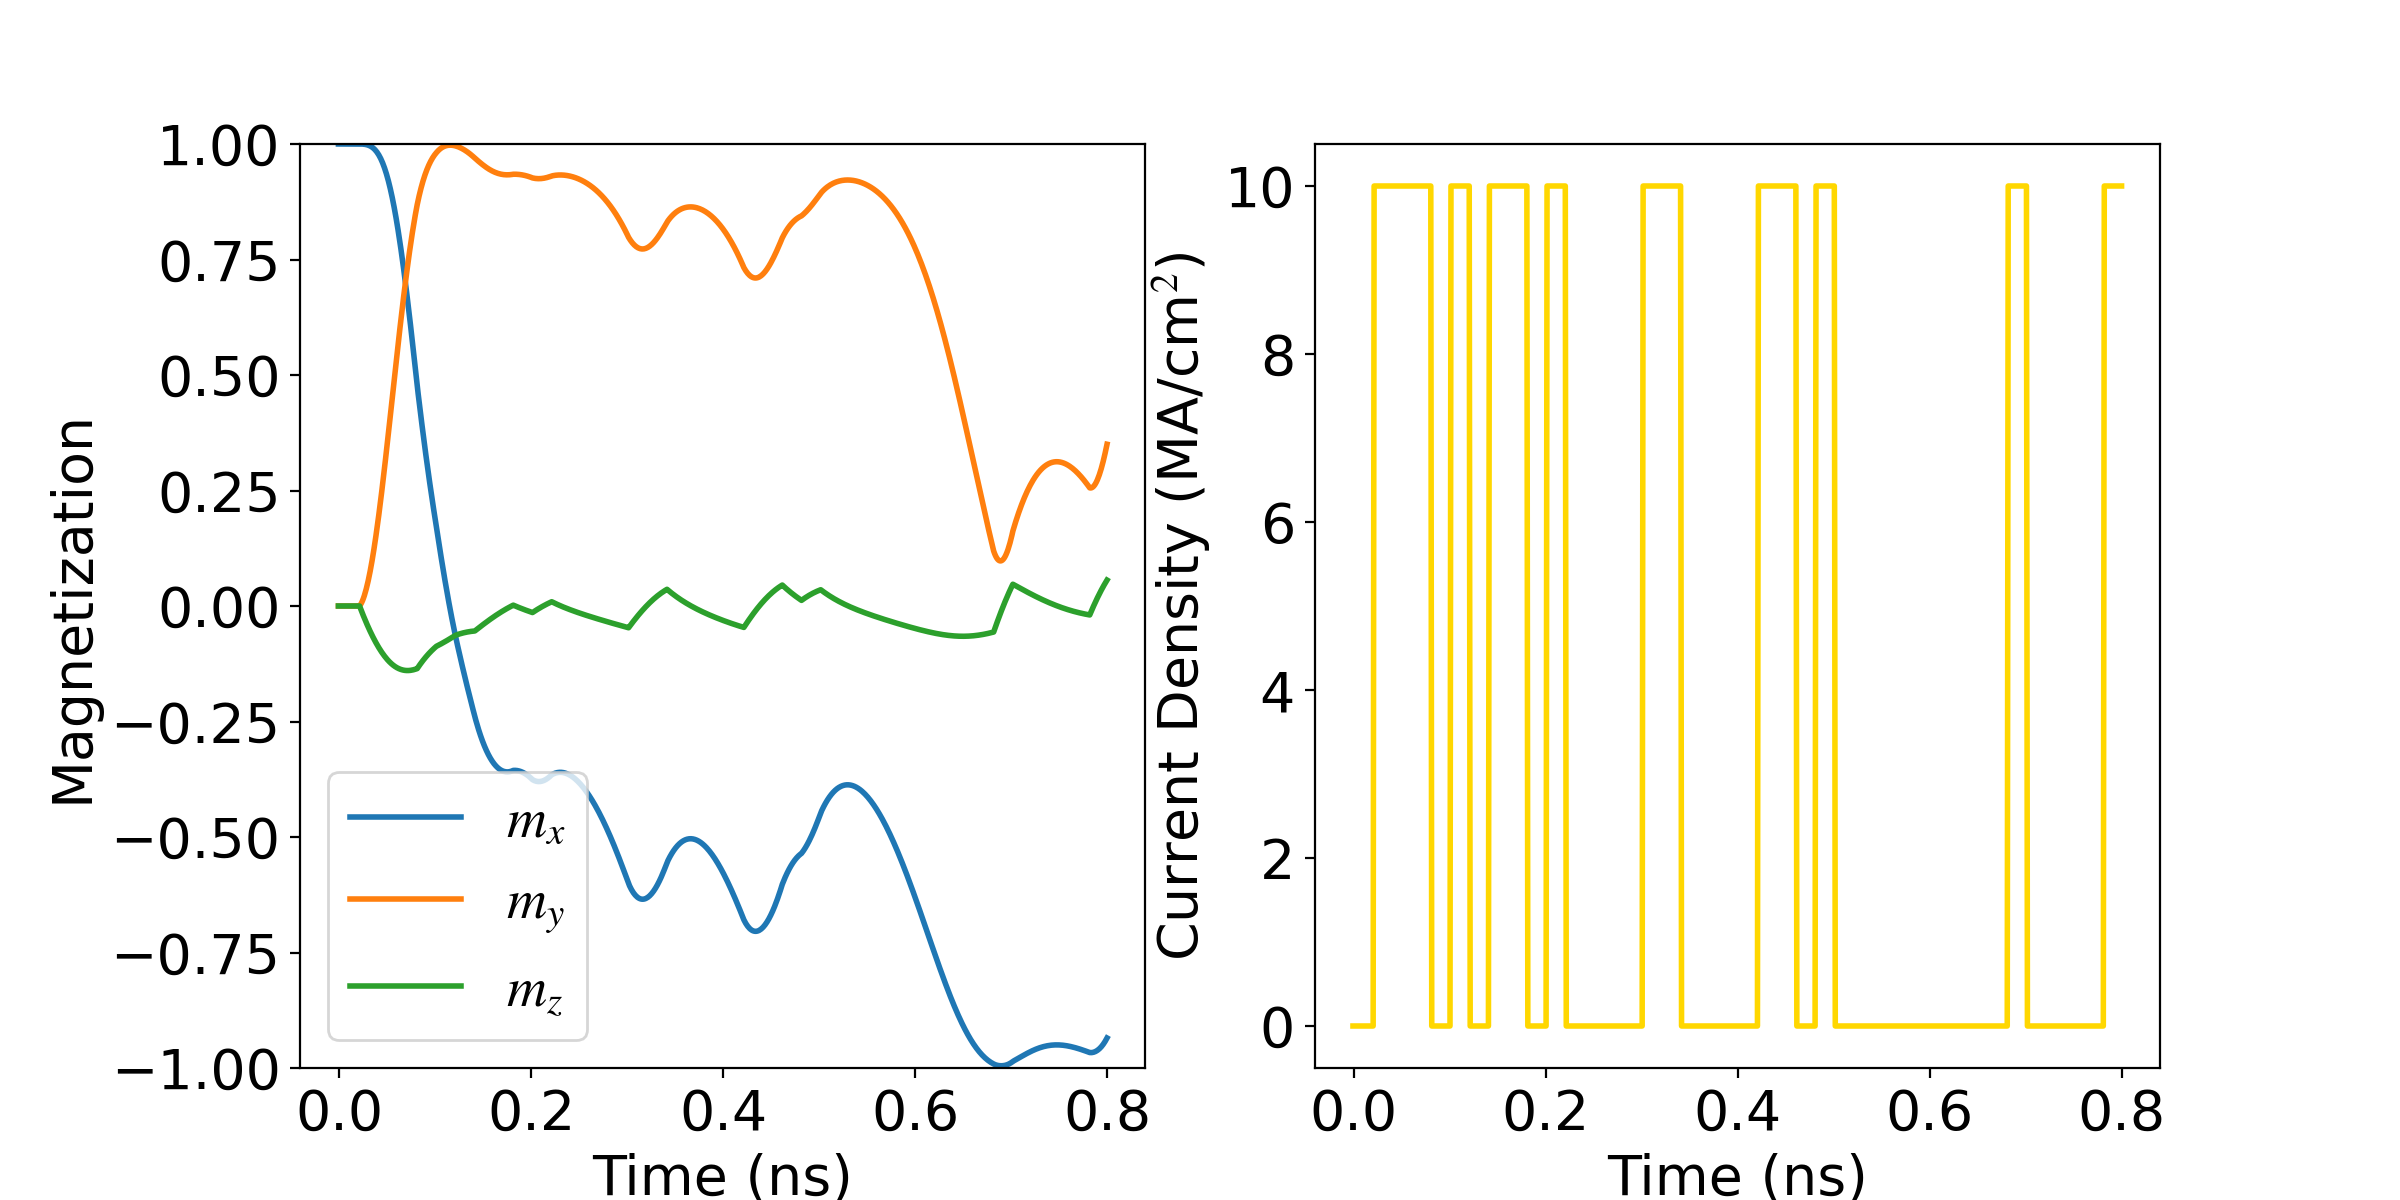 1.00
0.75
0.50
0.25
0.00
−0.25
−0.50
−0.75
−1.00
Magnetization
m_x
m_y
m_z
0.0 0.2 0.4 0.6 0.8
Time (ns)
10
8
6
4
2
0
Current Density (MA/cm²)
0.0 0.2 0.4 0.6 0.8
Time (ns)